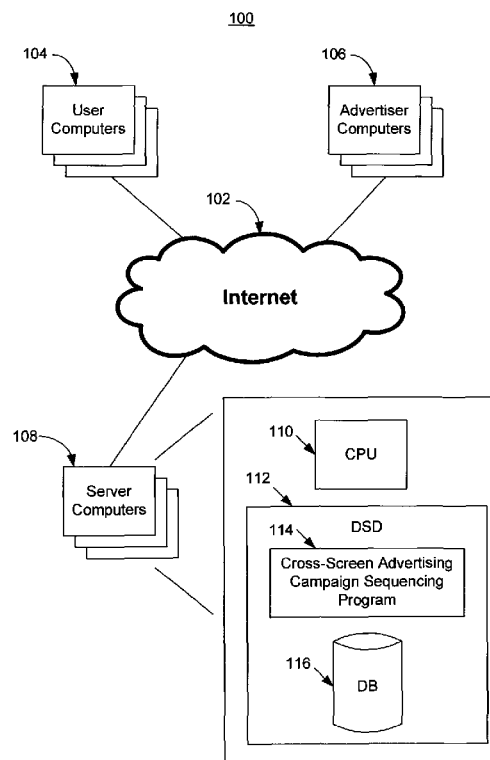 100
104
106
User
Computers
Advertiser
Computers
102
Internet
108
Server
Computers
110
CPU
112
DSD
114
Cross-Screen Advertising
Campaign Sequencing
Program
116
DB